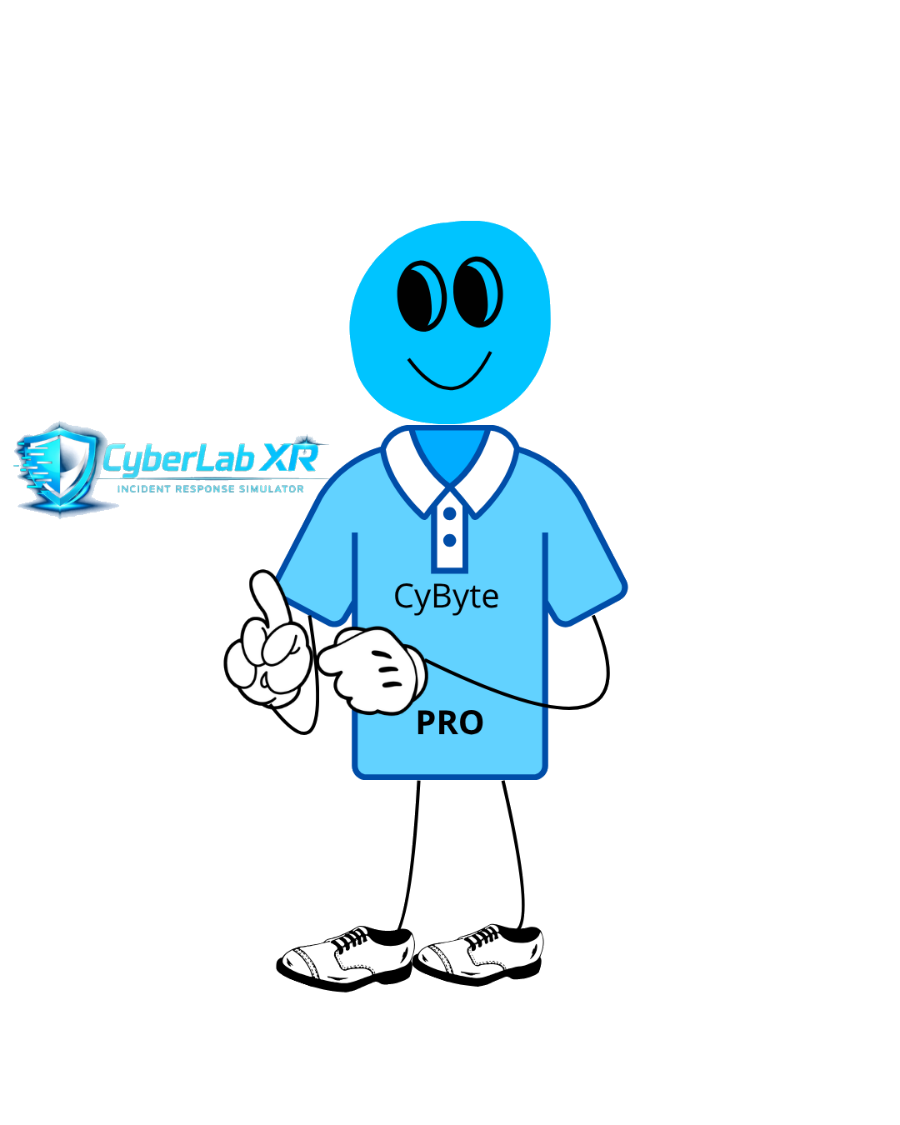 CyberLab XR
INCIDENT RESPONSE SIMULATOR
CyByte
PRO